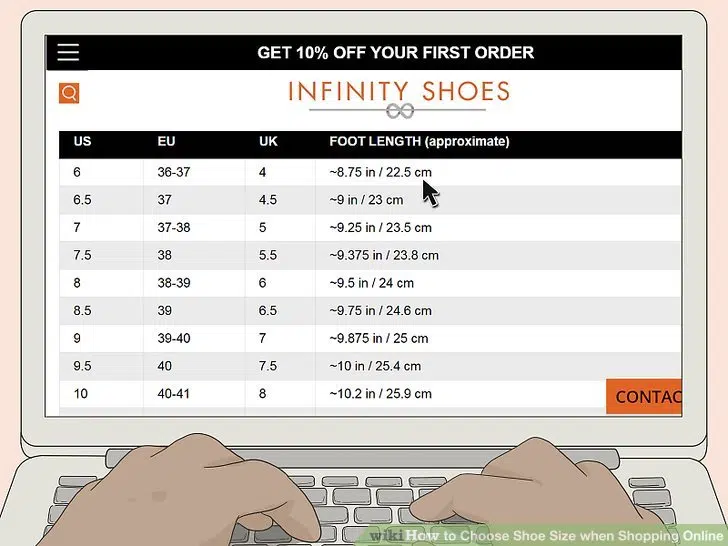 GET 10% OFF YOUR FIRST ORDER
INFINITY SHOES
US EU UK FOOT LENGTH (approximate)
6 36-37 4 ~8.75 in / 22.5 cm
6.5 37 4.5 ~9 in / 23 cm
7 37-38 5 ~9.25 in / 23.5 cm
7.5 38 5.5 ~9.375 in / 23.8 cm
8 38-39 6 ~9.5 in / 24 cm
8.5 39 6.5 ~9.75 in / 24.6 cm
9 39-40 7 ~9.875 in / 25 cm
9.5 40 7.5 ~10 in / 25.4 cm
10 40-41 8 ~10.2 in / 25.9 cm
CONTAC
wikiHow to Choose Shoe Size when Shopping Online